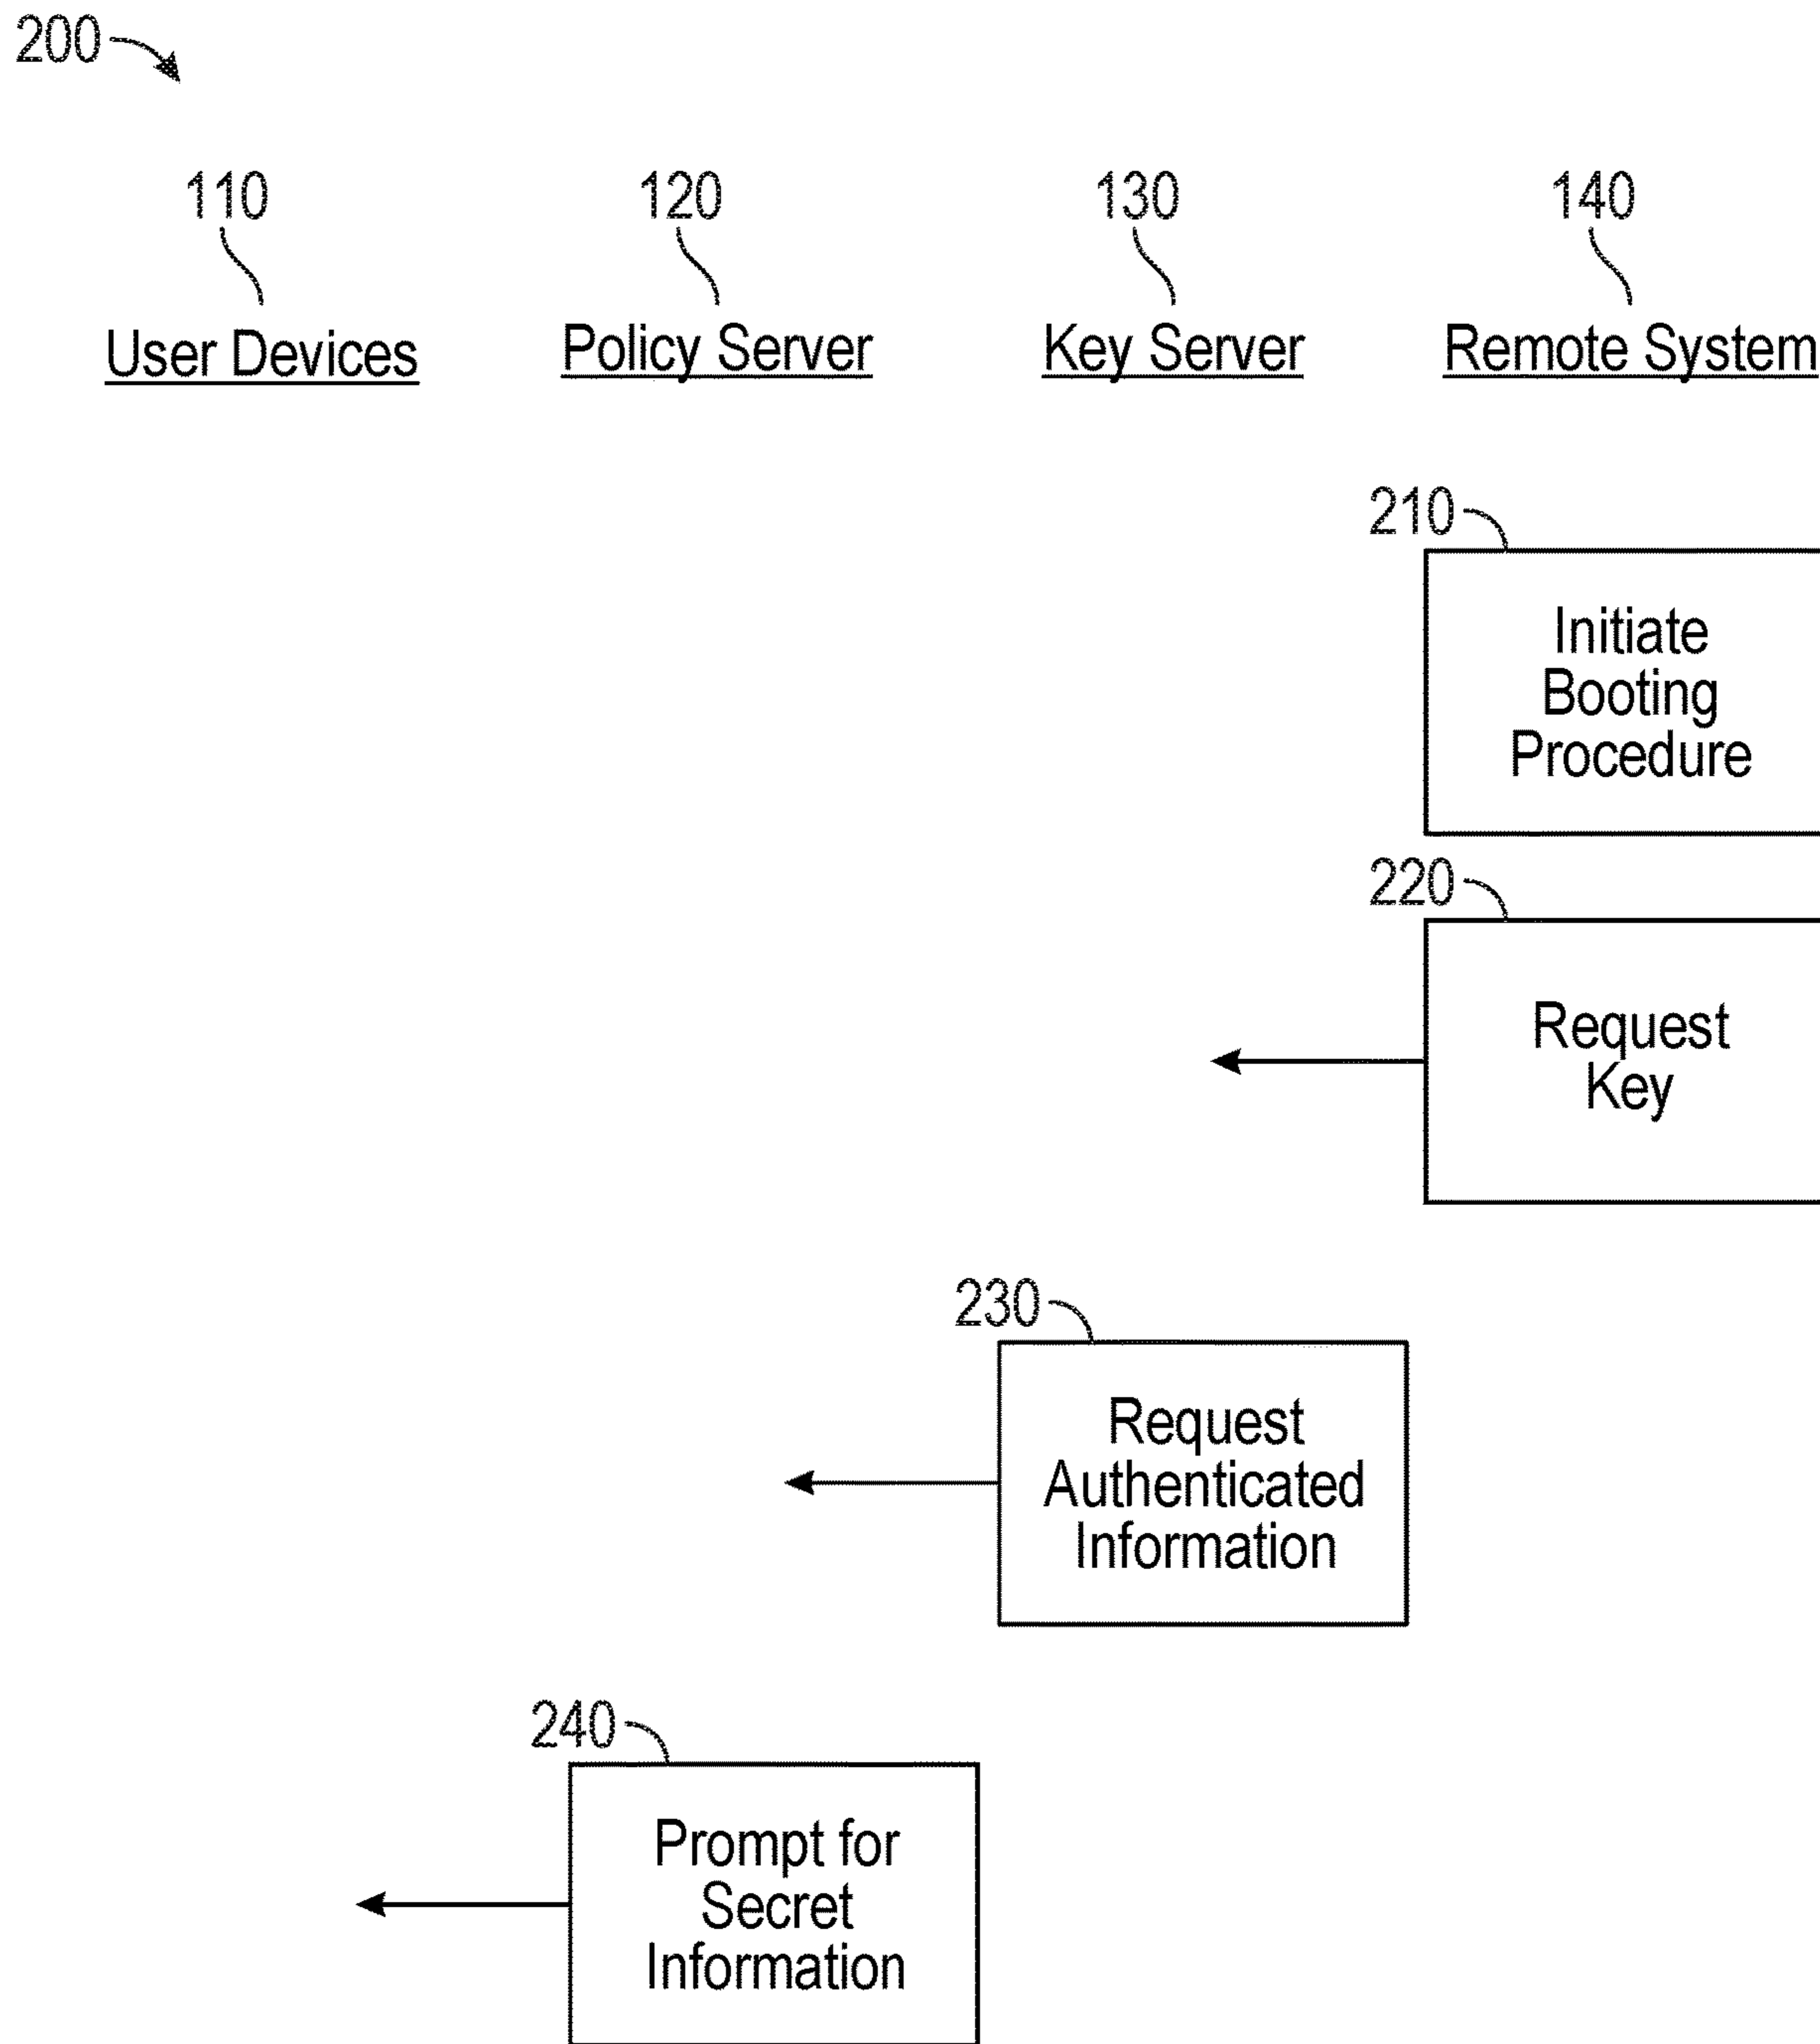 200
110
120
130
140
User Devices
Policy Server
Key Server
Remote System
210
Initiate
Booting
Procedure
220
Request
Key
230
Request
Authenticated
Information
240
Prompt for
Secret
Information